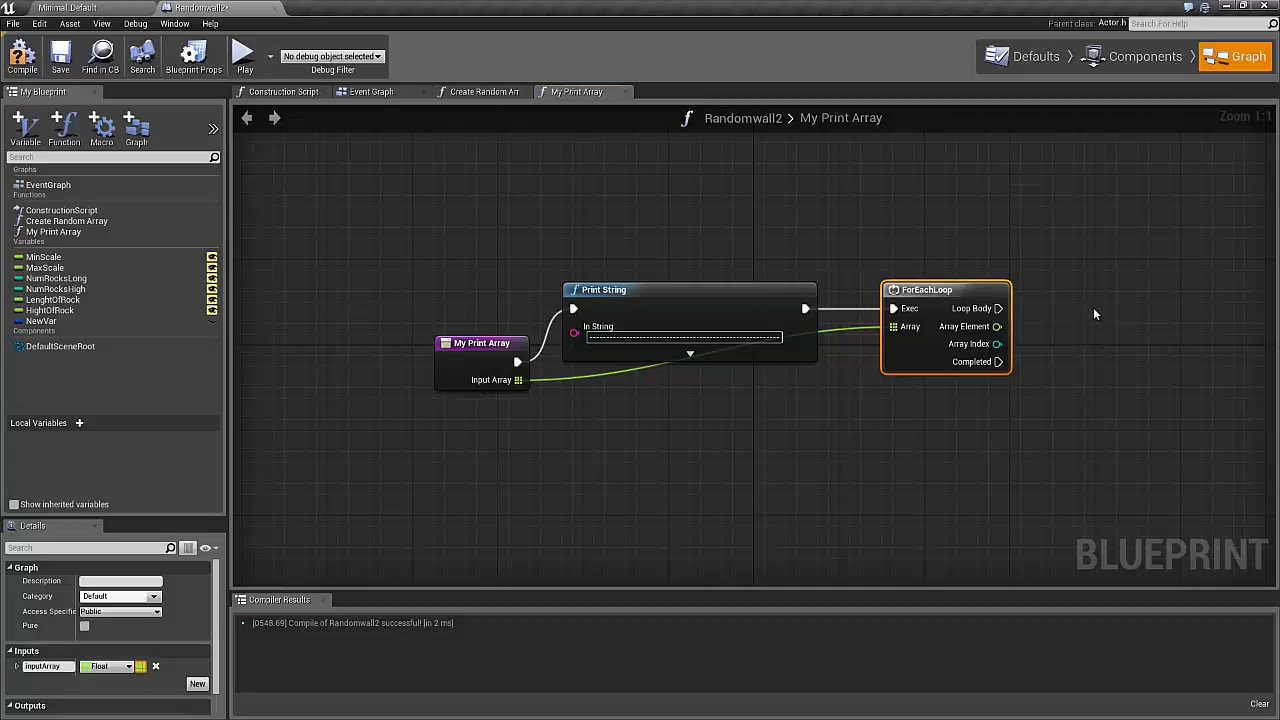 Minimal_Default
Randomwall2*
File Edit Asset View Debug Window Help
Parent class: Actor.h
Search For Help
Compile
Save
Find in CB
Search
Blueprint Props
Play
No debug object selected
Debug Filter
Defaults
Components
Graph
My Blueprint
Construction Script
Event Graph
Create Random Arr
My Print Array
Variable
Function
Macro
Graph
Randomwall2 > My Print Array
Zoom 1:1
Search
Graphs
EventGraph
Functions
ConstructionScript
Create Random Array
My Print Array
Variables
MinScale
MaxScale
NumRocksLong
NumRocksHigh
LenghtOfRock
HightOfRock
NewVar
Components
DefaultSceneRoot
Local Variables
Show inherited variables
My Print Array
Input Array
Print String
In String
ForEachLoop
Exec Loop Body
Array Array Element
Array Index
Completed
BLUEPRINT
Details
Search
Graph
Description
Category Default
Access Specifie Public
Pure
Inputs
inputArray Float
New
Outputs
Compiler Results
[0548.69] Compile of Randomwall2 successful! [in 2 ms]
Clear